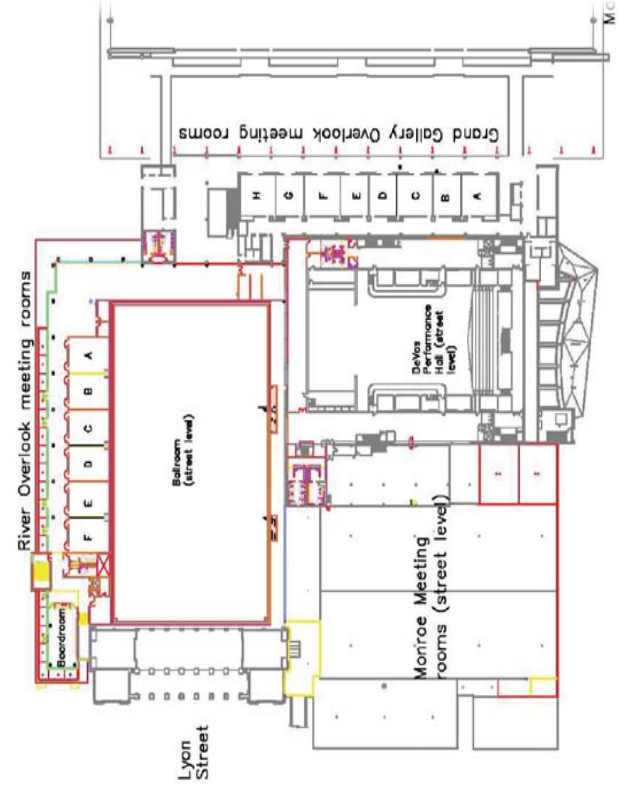 Mo
Grand Gallery Overlook meeting rooms
H
G
F
E
D
C
B
A
River Overlook meeting rooms
A
B
C
D
E
F
Boardroom
Ballroom
(street level)
DeVos
Performance
Hall (street
level)
Monroe Meeting
rooms (street level)
Lyon
Street